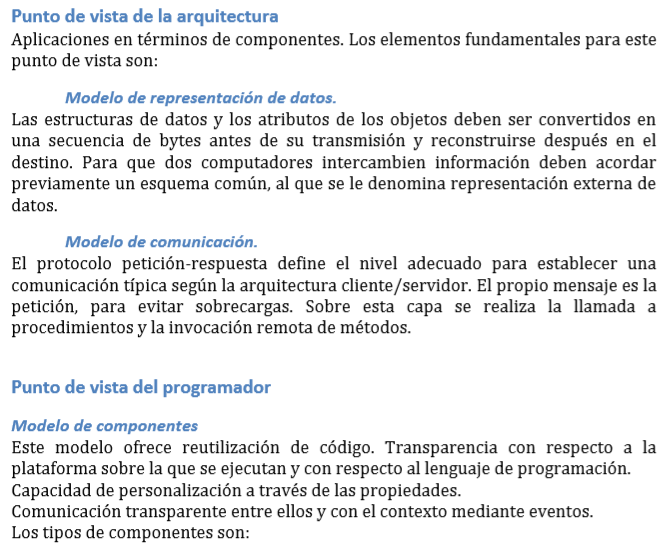 Punto de vista de la arquitectura
Aplicaciones en términos de componentes. Los elementos fundamentales para este
punto de vista son:
Modelo de representación de datos.
Las estructuras de datos y los atributos de los objetos deben ser convertidos en
una secuencia de bytes antes de su transmisión y reconstruirse después en el
destino. Para que dos computadores intercambien información deben acordar
previamente un esquema común, al que se le denomina representación externa de
datos.
Modelo de comunicación.
El protocolo petición-respuesta define el nivel adecuado para establecer una
comunicación típica según la arquitectura cliente/servidor. El propio mensaje es la
petición, para evitar sobrecargas. Sobre esta capa se realiza la llamada a
procedimientos y la invocación remota de métodos.
Punto de vista del programador
Modelo de componentes
Este modelo ofrece reutilización de código. Transparencia con respecto a la
plataforma sobre la que se ejecutan y con respecto al lenguaje de programación.
Capacidad de personalización a través de las propiedades.
Comunicación transparente entre ellos y con el contexto mediante eventos.
Los tipos de componentes son: